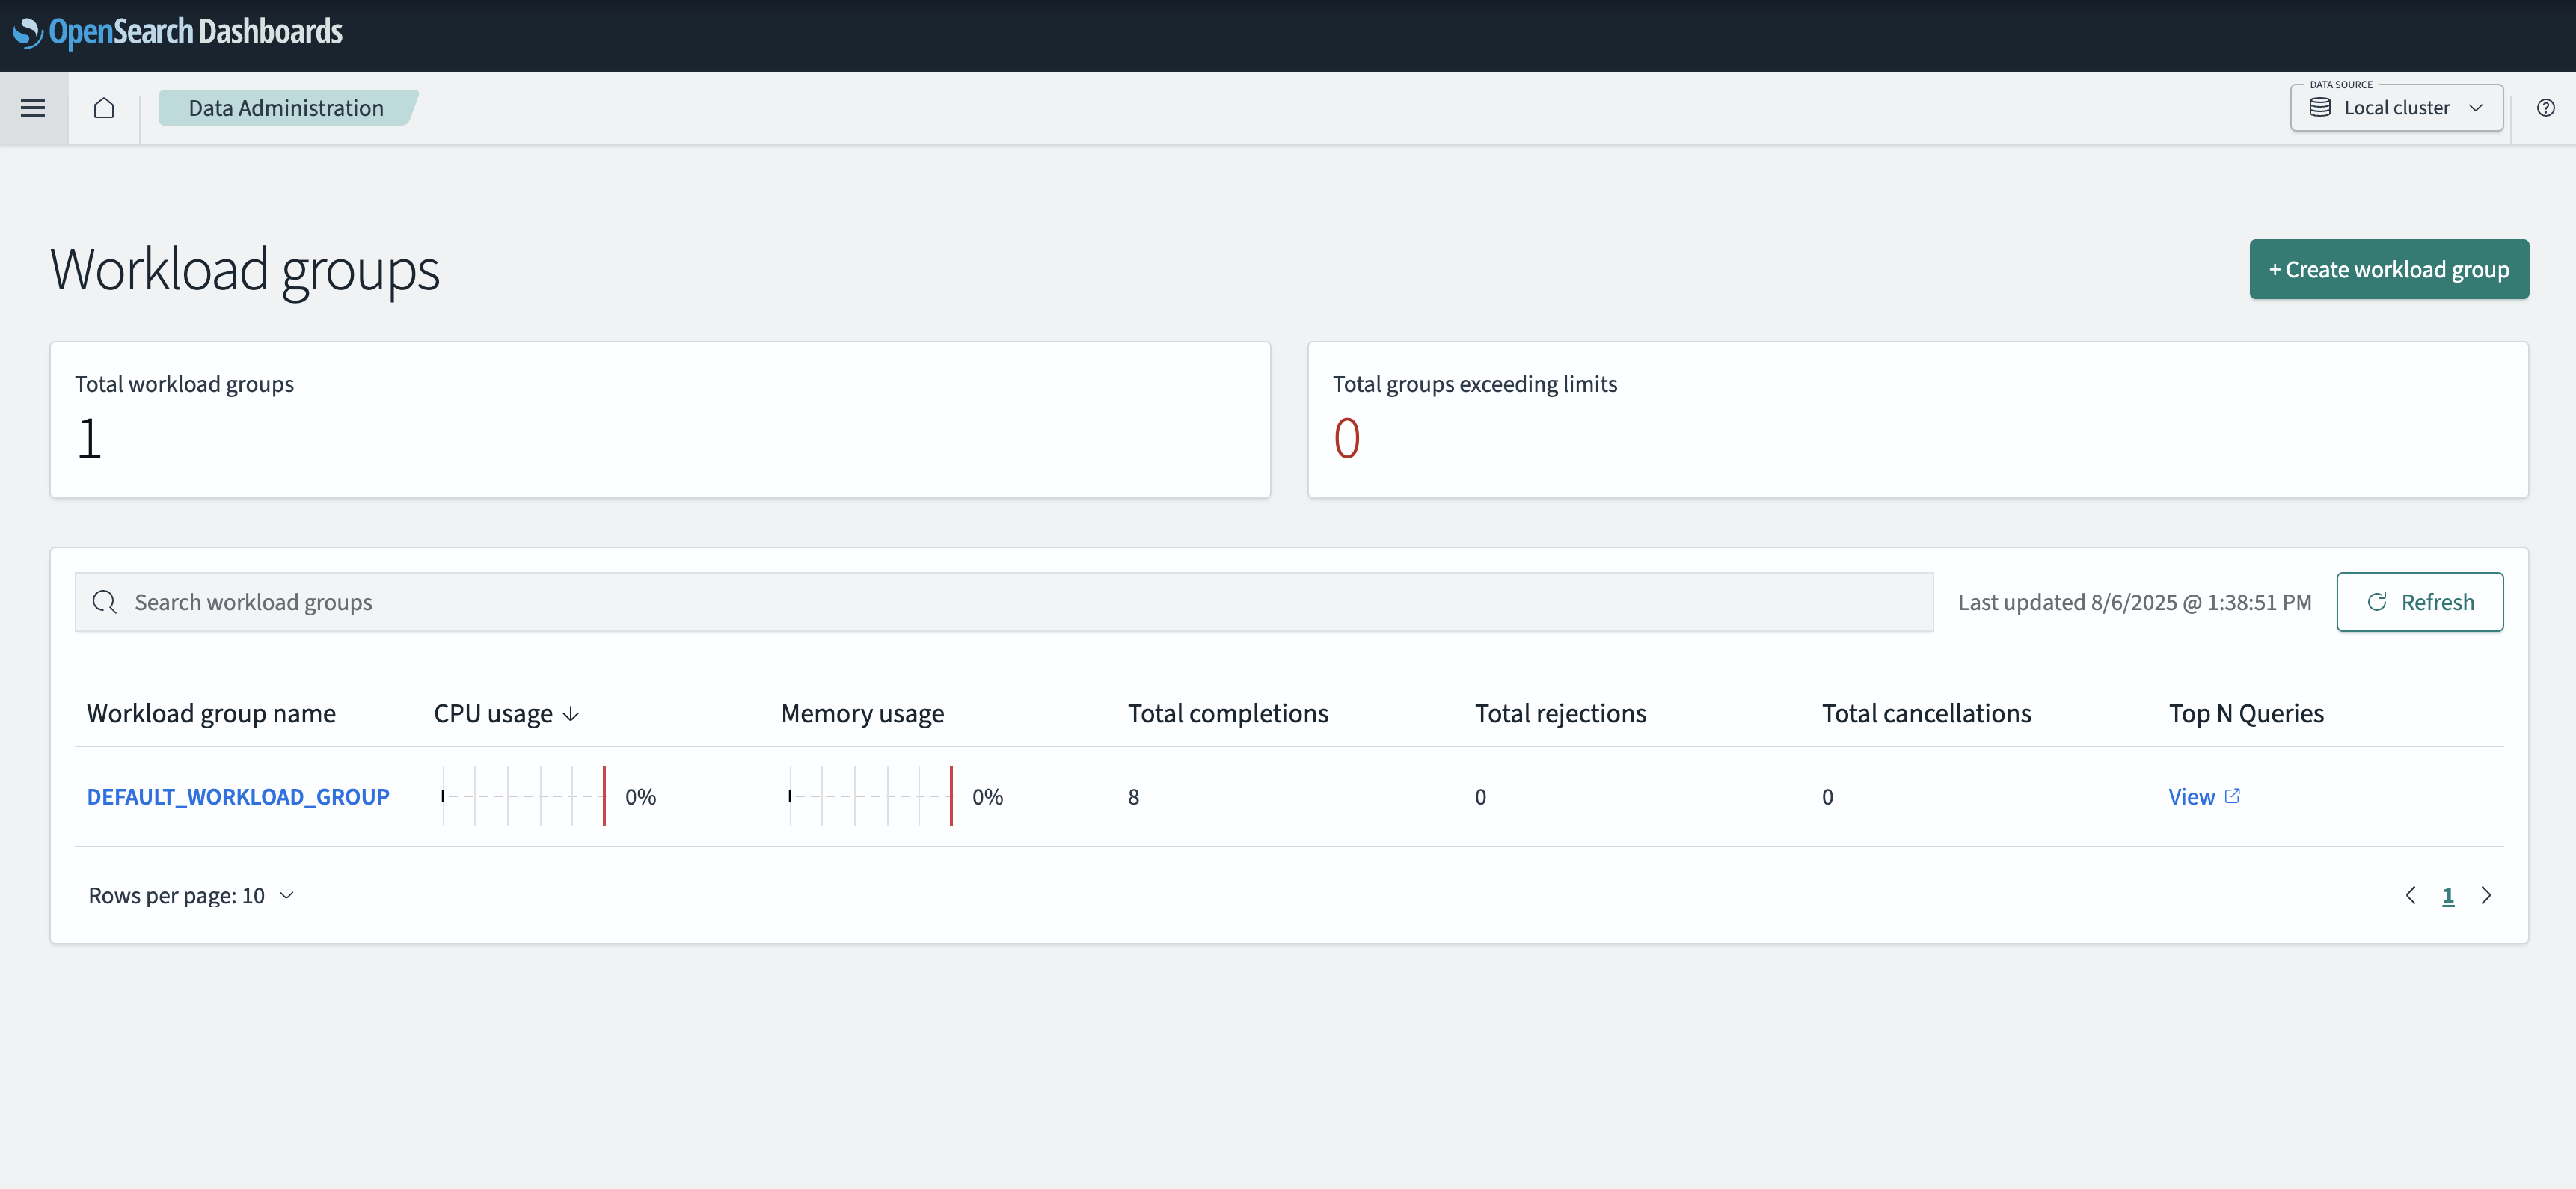 OpenSearch Dashboards
Data Administration
DATA SOURCE
Local cluster
Workload groups
+ Create workload group
Total workload groups
1
Total groups exceeding limits
0
Search workload groups
Last updated 8/6/2025 @ 1:38:51 PM
Refresh
Workload group name CPU usage Memory usage Total completions Total rejections Total cancellations Top N Queries
DEFAULT_WORKLOAD_GROUP 0% 0% 8 0 0 View
Rows per page: 10
1